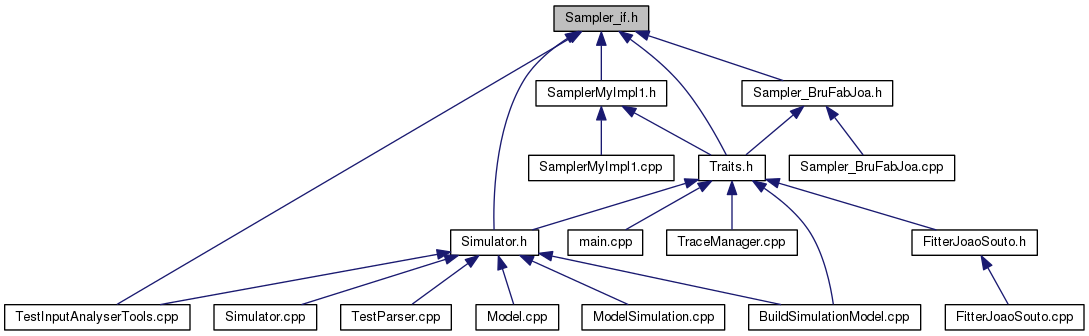 Sampler_if.h
SamplerMyImpl1.h
Sampler_BruFabJoa.h
SamplerMyImpl1.cpp
Traits.h
Sampler_BruFabJoa.cpp
Simulator.h
main.cpp
TraceManager.cpp
FitterJoaoSouto.h
TestInputAnalyserTools.cpp
Simulator.cpp
TestParser.cpp
Model.cpp
ModelSimulation.cpp
BuildSimulationModel.cpp
FitterJoaoSouto.cpp